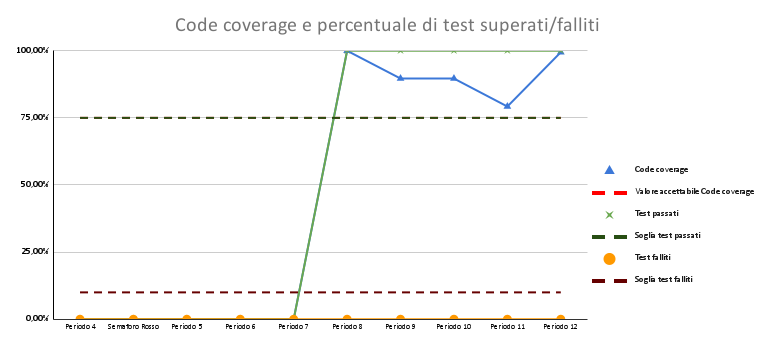 Code coverage e percentuale di test superati/falliti
100,00%
75,00%
50,00%
25,00%
0,00%
Periodo 4 Semaforo Rosso Periodo 5 Periodo 6 Periodo 7 Periodo 8 Periodo 9 Periodo 10 Periodo 11 Periodo 12
Code coverage
Valore accettabile Code coverage
Test passati
Soglia test passati
Test falliti
Soglia test falliti